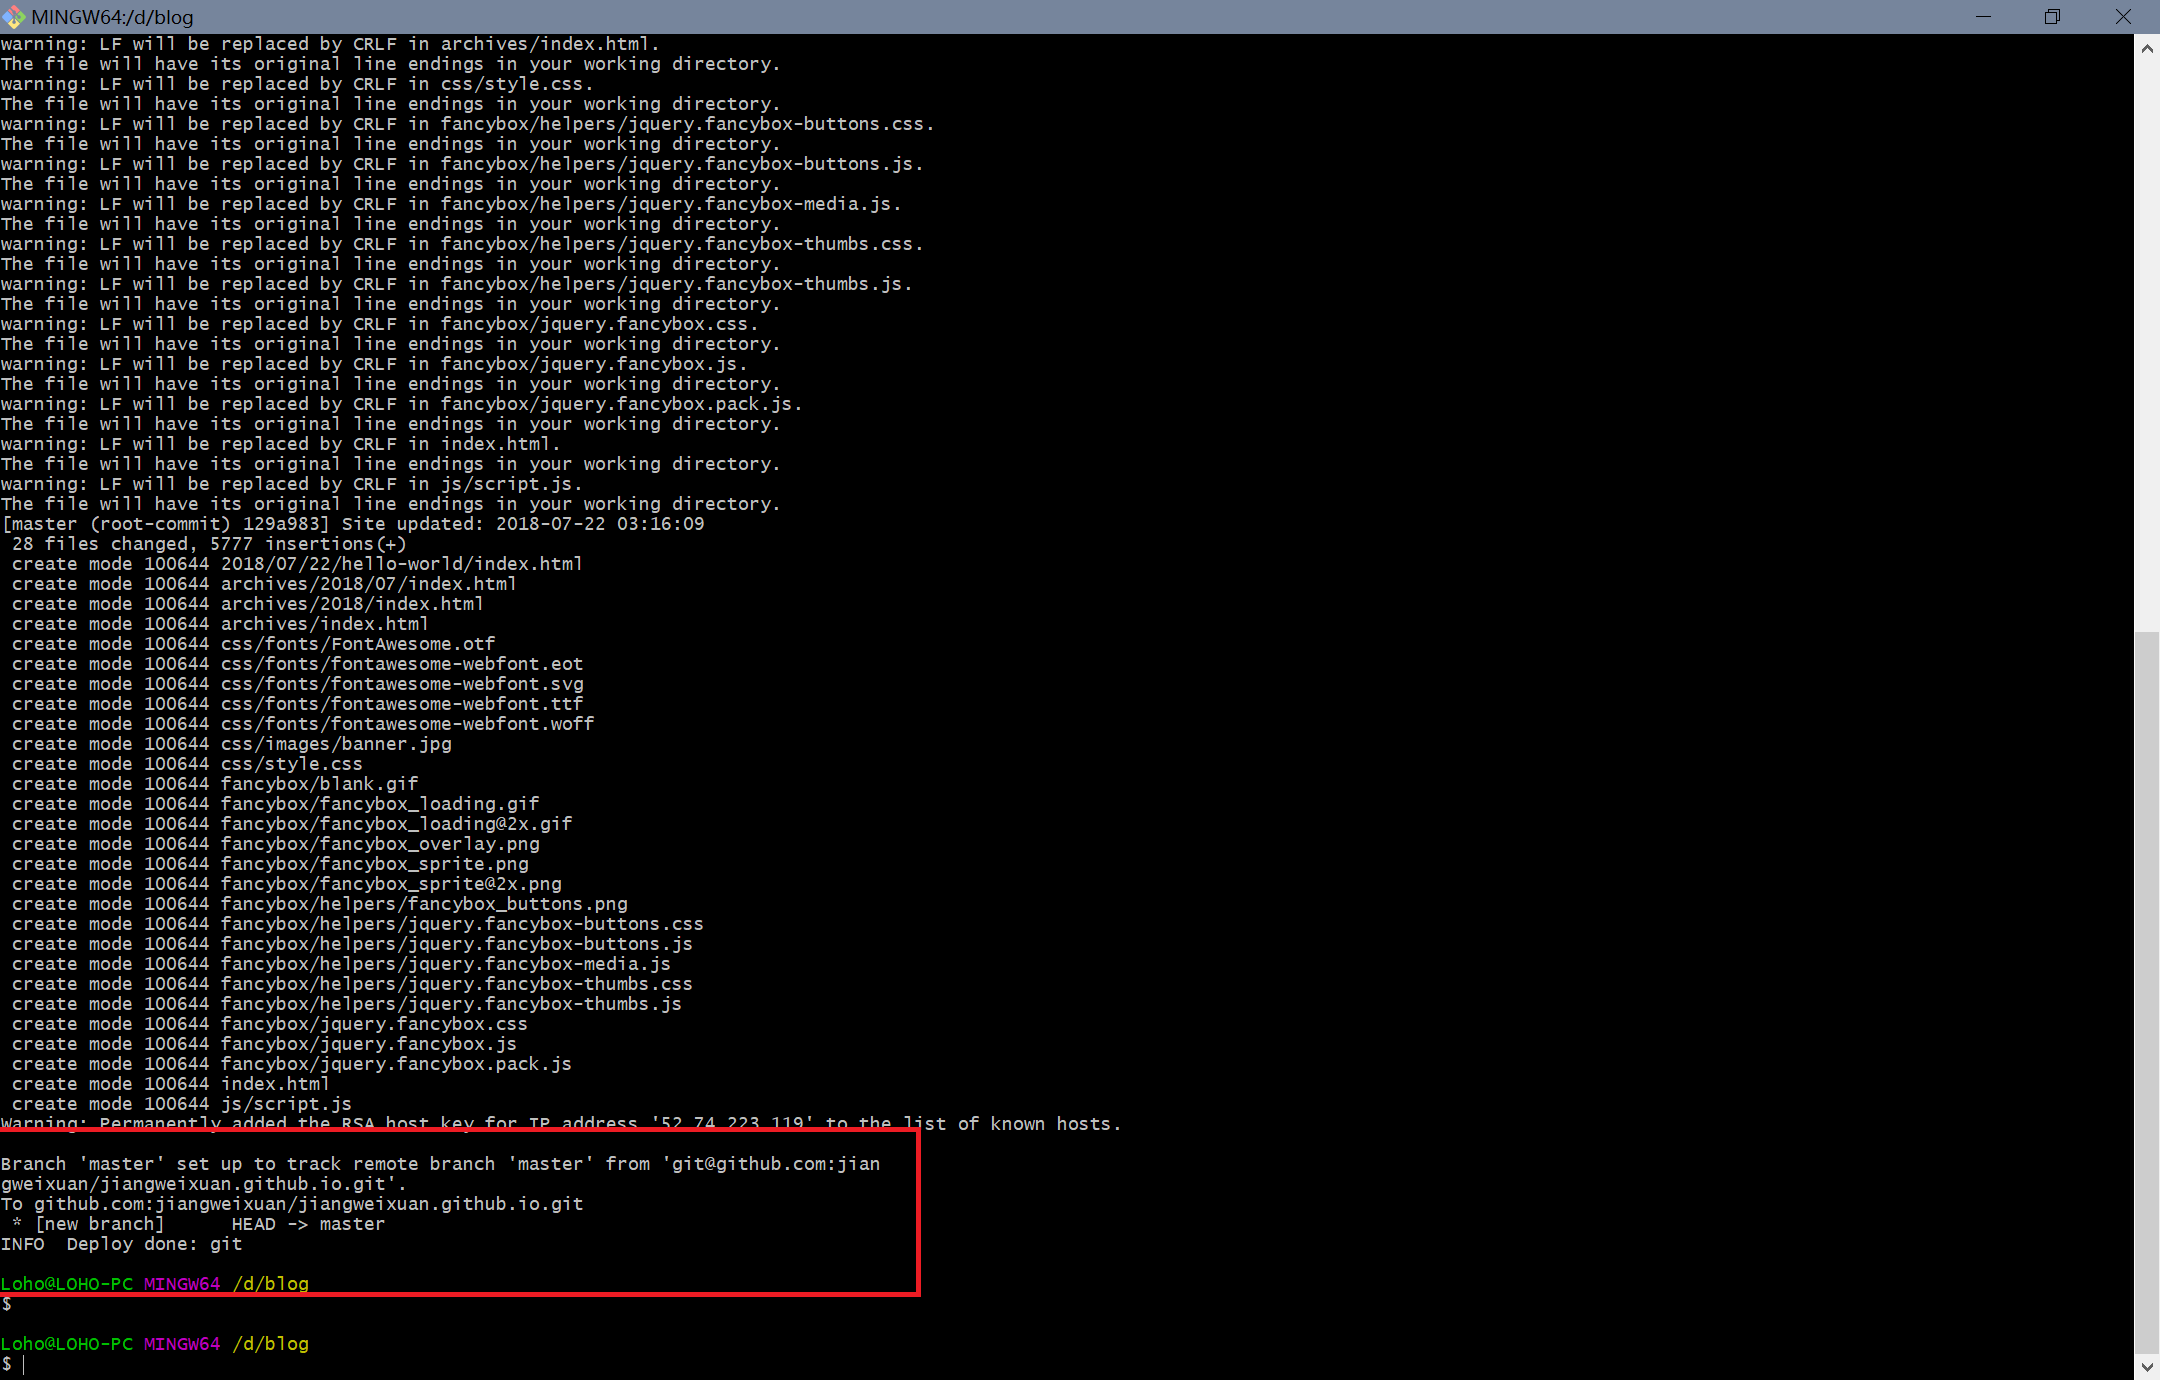 MINGW64:/d/blog
warning: LF will be replaced by CRLF in archives/index.html.
The file will have its original line endings in your working directory.
warning: LF will be replaced by CRLF in css/style.css.
The file will have its original line endings in your working directory.
warning: LF will be replaced by CRLF in fancybox/helpers/jquery.fancybox-buttons.css.
The file will have its original line endings in your working directory.
warning: LF will be replaced by CRLF in fancybox/helpers/jquery.fancybox-buttons.js.
The file will have its original line endings in your working directory.
warning: LF will be replaced by CRLF in fancybox/helpers/jquery.fancybox-media.js.
The file will have its original line endings in your working directory.
warning: LF will be replaced by CRLF in fancybox/helpers/jquery.fancybox-thumbs.css.
The file will have its original line endings in your working directory.
warning: LF will be replaced by CRLF in fancybox/helpers/jquery.fancybox-thumbs.js.
The file will have its original line endings in your working directory.
warning: LF will be replaced by CRLF in fancybox/jquery.fancybox.css.
The file will have its original line endings in your working directory.
warning: LF will be replaced by CRLF in fancybox/jquery.fancybox.js.
The file will have its original line endings in your working directory.
warning: LF will be replaced by CRLF in fancybox/jquery.fancybox.pack.js.
The file will have its original line endings in your working directory.
warning: LF will be replaced by CRLF in index.html.
The file will have its original line endings in your working directory.
warning: LF will be replaced by CRLF in js/script.js.
The file will have its original line endings in your working directory.
[master (root-commit) 129a983] Site updated: 2018-07-22 03:16:09
 28 files changed, 5777 insertions(+)
 create mode 100644 2018/07/22/hello-world/index.html
 create mode 100644 archives/2018/07/index.html
 create mode 100644 archives/2018/index.html
 create mode 100644 archives/index.html
 create mode 100644 css/fonts/FontAwesome.otf
 create mode 100644 css/fonts/fontawesome-webfont.eot
 create mode 100644 css/fonts/fontawesome-webfont.svg
 create mode 100644 css/fonts/fontawesome-webfont.ttf
 create mode 100644 css/fonts/fontawesome-webfont.woff
 create mode 100644 css/images/banner.jpg
 create mode 100644 css/style.css
 create mode 100644 fancybox/blank.gif
 create mode 100644 fancybox/fancybox_loading.gif
 create mode 100644 fancybox/fancybox_loading@2x.gif
 create mode 100644 fancybox/fancybox_overlay.png
 create mode 100644 fancybox/fancybox_sprite.png
 create mode 100644 fancybox/fancybox_sprite@2x.png
 create mode 100644 fancybox/helpers/fancybox_buttons.png
 create mode 100644 fancybox/helpers/jquery.fancybox-buttons.css
 create mode 100644 fancybox/helpers/jquery.fancybox-buttons.js
 create mode 100644 fancybox/helpers/jquery.fancybox-media.js
 create mode 100644 fancybox/helpers/jquery.fancybox-thumbs.css
 create mode 100644 fancybox/helpers/jquery.fancybox-thumbs.js
 create mode 100644 fancybox/jquery.fancybox.css
 create mode 100644 fancybox/jquery.fancybox.js
 create mode 100644 fancybox/jquery.fancybox.pack.js
 create mode 100644 index.html
 create mode 100644 js/script.js
Warning: Permanently added the RSA host key for IP address '52.74.223.119' to the list of known hosts.
Branch 'master' set up to track remote branch 'master' from 'git@github.com:jian
gweixuan/jiangweixuan.github.io.git'.
To github.com:jiangweixuan/jiangweixuan.github.io.git
 * [new branch]      HEAD -> master
INFO  Deploy done: git
Loho@LOHO-PC MINGW64 /d/blog
$
Loho@LOHO-PC MINGW64 /d/blog
$